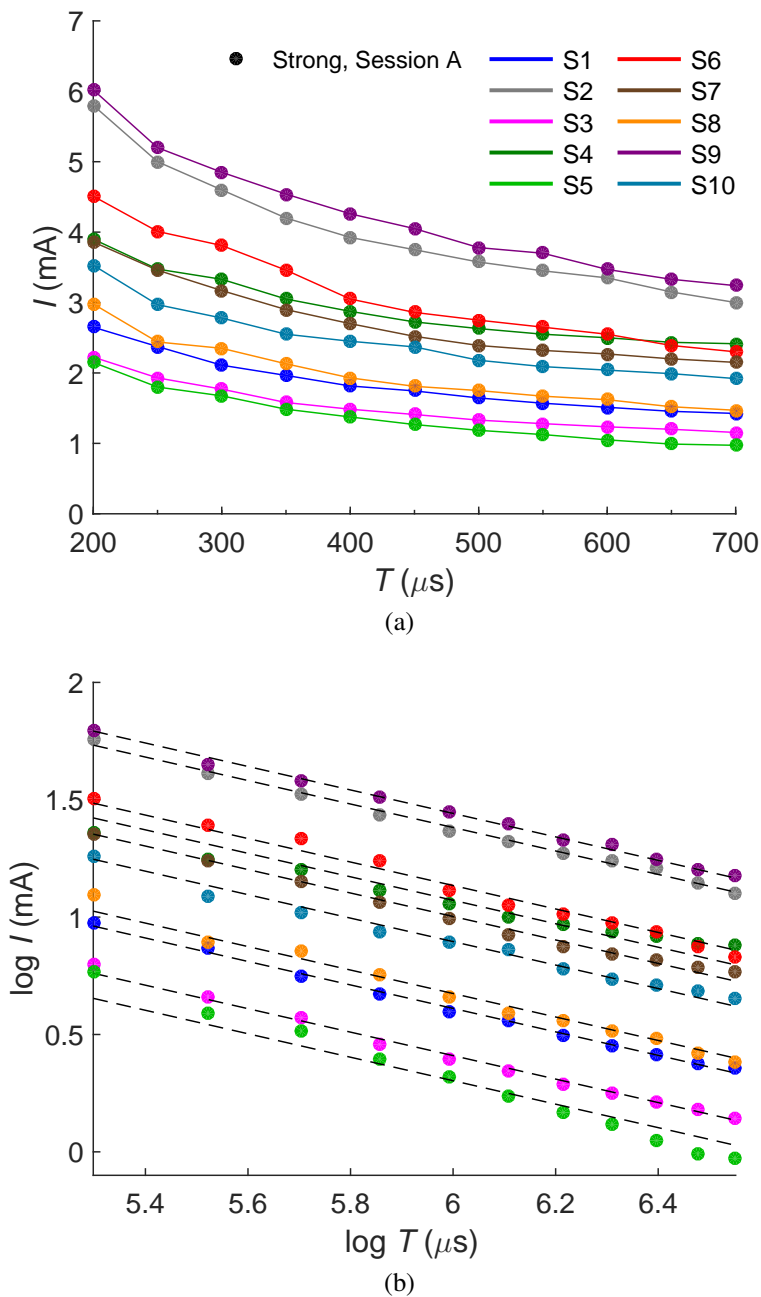 7
6
5
4
3
2
1
0
I (mA)
Strong, Session A
S1
S2
S3
S4
S5
S6
S7
S8
S9
S10
200
300
400
500
600
700
T (μs)
(a)
2
1.5
1
0.5
0
log I (mA)
5.4
5.6
5.8
6
6.2
6.4
log T (μs)
(b)